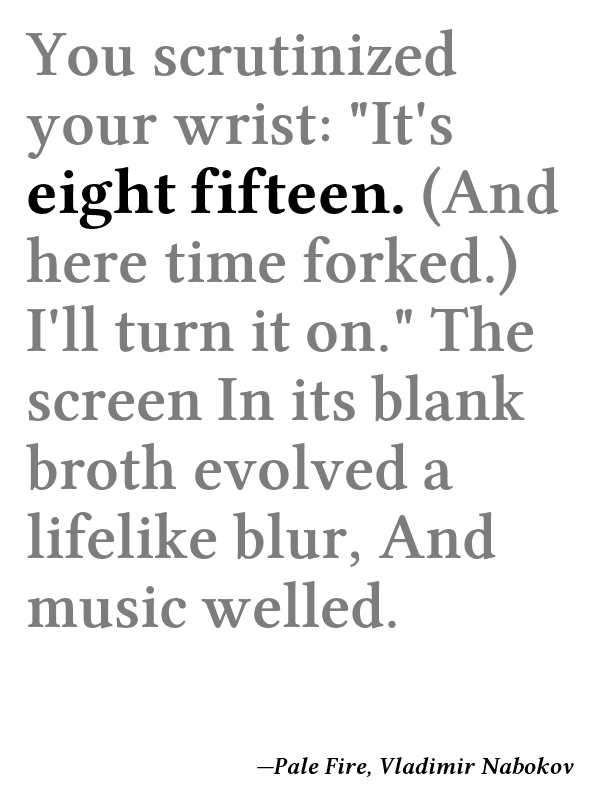 You scrutinized
your wrist: "It's
eight fifteen. (And
here time forked.)
I'll turn it on." The
screen In its blank
broth evolved a
lifelike blur, And
music welled.
—Pale Fire, Vladimir Nabokov